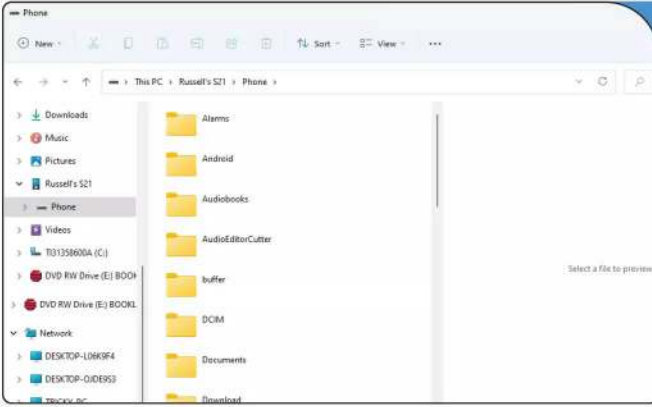 Phone
New Sort View
This PC > Russell's S21 > Phone >
Downloads
Music
Pictures
Russell's S21
Phone
Videos
TI31358600A (C:)
DVD RW Drive (E:) BOOK
DVD RW Drive (E:) BOOKL
Network
DESKTOP-L06K9F4
DESKTOP-OJDE9S3
TRICKY-PC
Alarms
Android
Audiobooks
AudioEditorCutter
buffer
DCIM
Documents
Download
Select a file to preview